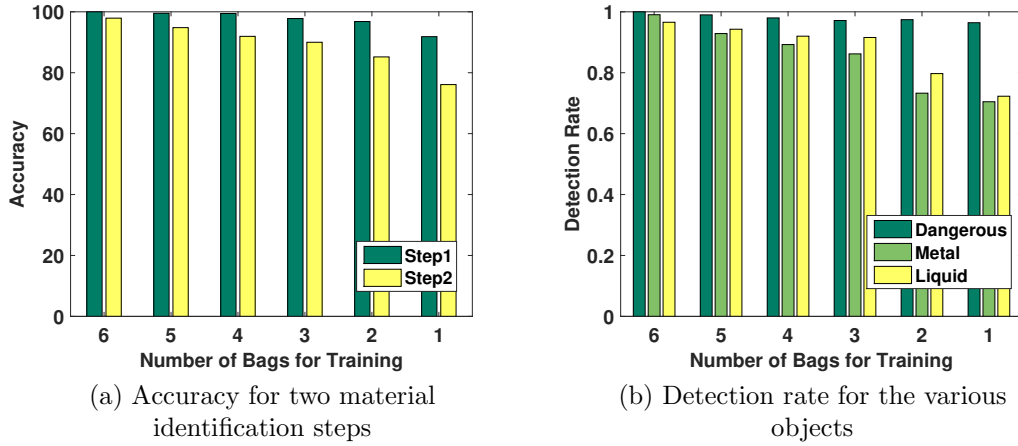 100
80
60
40
20
0
Accuracy
Step1
Step2
6 5 4 3 2 1
Number of Bags for Training
(a) Accuracy for two material
identification steps
1
0.8
0.6
0.4
0.2
0
Detection Rate
Dangerous
Metal
Liquid
6 5 4 3 2 1
Number of Bags for Training
(b) Detection rate for the various
objects